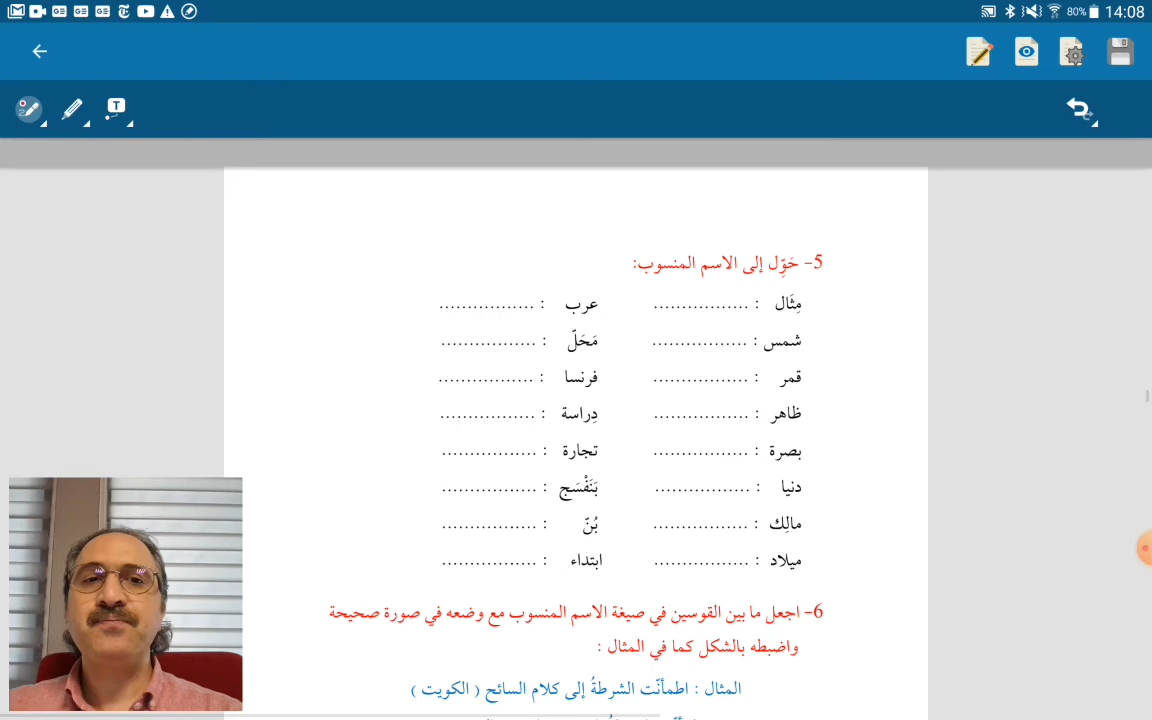 80% 14:08
T
5- حَوِّل إلى الاسم المنسوب:
مِثَال : ................. عرب : .................
شمس : ................. مَحَلّ : .................
قمر : ................. فرنسا : .................
ظاهر : ................. دِراسة : .................
بصرة : ................. تجارة : .................
دنيا : ................. بَنَفْسَج : .................
مالِك : ................. بُنّ : .................
ميلاد : ................. ابتداء : .................
6- اجعل ما بين القوسين في صيغة الاسم المنسوب مع وضعه في صورة صحيحة
واضبطه بالشكل كما في المثال :
المثال : اطمأنّت الشرطةُ إلى كلام السائح ( الكويت )